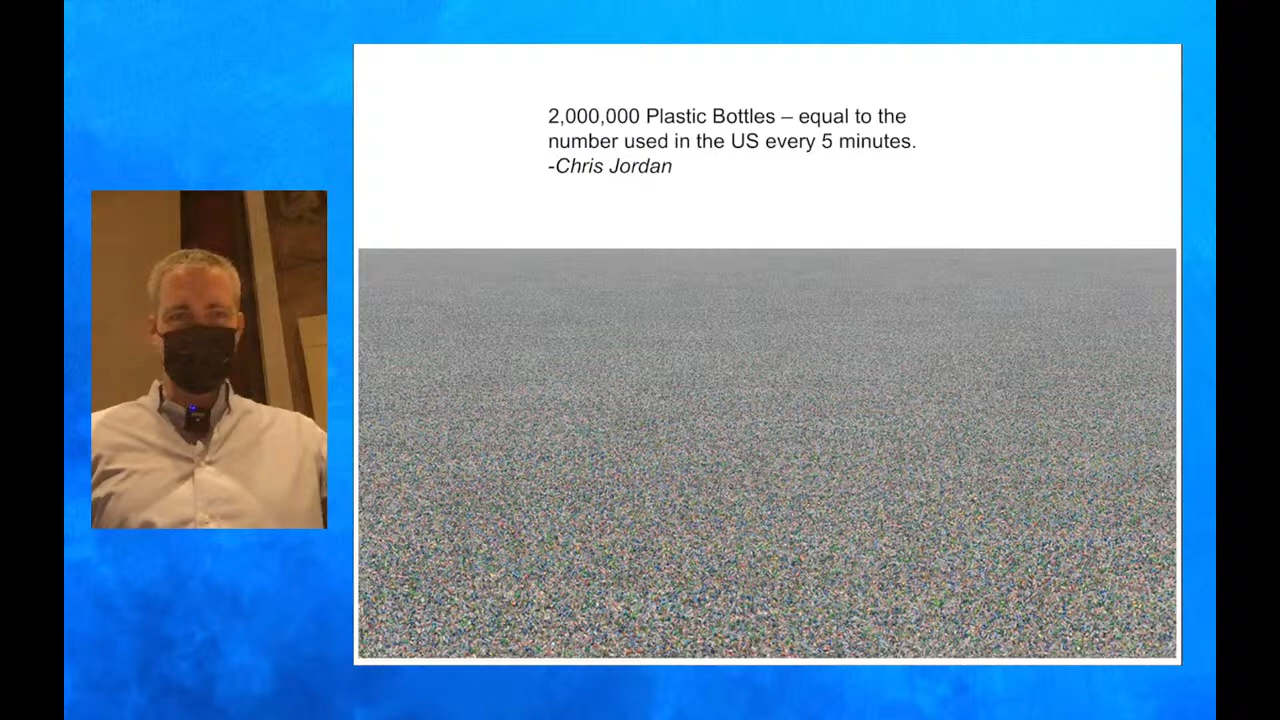 2,000,000 Plastic Bottles – equal to the
number used in the US every 5 minutes.
-Chris Jordan